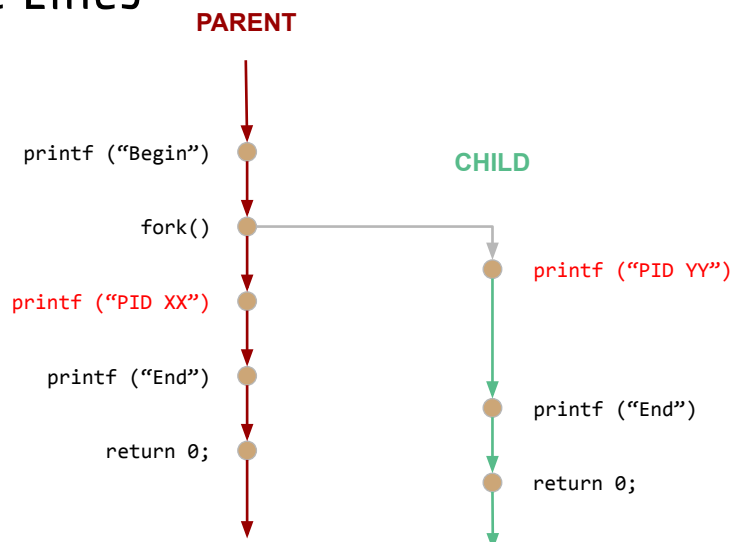 PARENT
printf (“Begin”)
CHILD
fork()
printf (“PID YY”)
printf (“PID XX”)
printf (“End”)
printf (“End”)
return 0;
return 0;